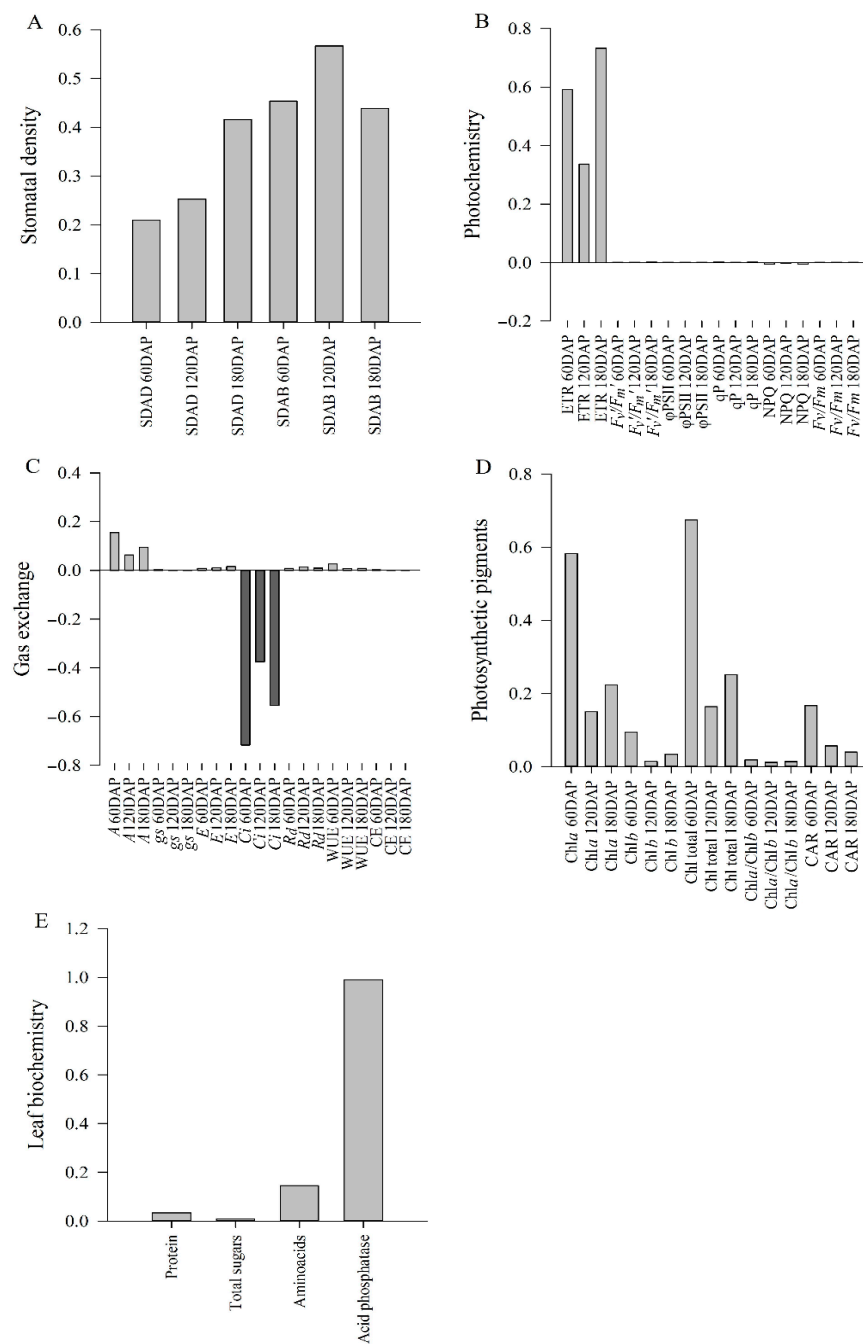 A
Stomatal density
0.6
0.5
0.4
0.3
0.2
0.1
0.0
SDAD 60DAP
SDAD 120DAP
SDAD 180DAP
SDAB 60DAP
SDAB 120DAP
SDAB 180DAP
B
Photochemistry
0.8
0.6
0.4
0.2
0.0
−0.2
ETR 60DAP
ETR 120DAP
ETR 180DAP
Fv'/Fm' 60DAP
Fv'/Fm' 120DAP
Fv'/Fm' 180DAP
φPSII 60DAP
φPSII 120DAP
φPSII 180DAP
qP 60DAP
qP 120DAP
qP 180DAP
NPQ 60DAP
NPQ 120DAP
NPQ 180DAP
Fv/Fm 60DAP
Fv/Fm 120DAP
Fv/Fm 180DAP
C
Gas exchange
0.4
0.2
0.0
−0.2
−0.4
−0.6
−0.8
A 60DAP
A 120DAP
A 180DAP
gs 60DAP
gs 120DAP
gs 180DAP
E 60DAP
E 120DAP
E 180DAP
Ci 60DAP
Ci 120DAP
Ci 180DAP
Rd 60DAP
Rd 120DAP
Rd 180DAP
WUE 60DAP
WUE 120DAP
WUE 180DAP
CE 60DAP
CE 120DAP
CE 180DAP
D
Photosynthetic pigments
0.8
0.6
0.4
0.2
0.0
Chla 60DAP
Chla 120DAP
Chla 180DAP
Chlb 60DAP
Chl b 120DAP
Chl b 180DAP
Chl total 60DAP
Chl total 120DAP
Chl total 180DAP
Chla/Chlb 60DAP
Chla/Chlb 120DAP
Chla/Chlb 180DAP
CAR 60DAP
CAR 120DAP
CAR 180DAP
E
Leaf biochemistry
1.2
1.0
0.8
0.6
0.4
0.2
0.0
Protein
Total sugars
Aminoacids
Acid phosphatase